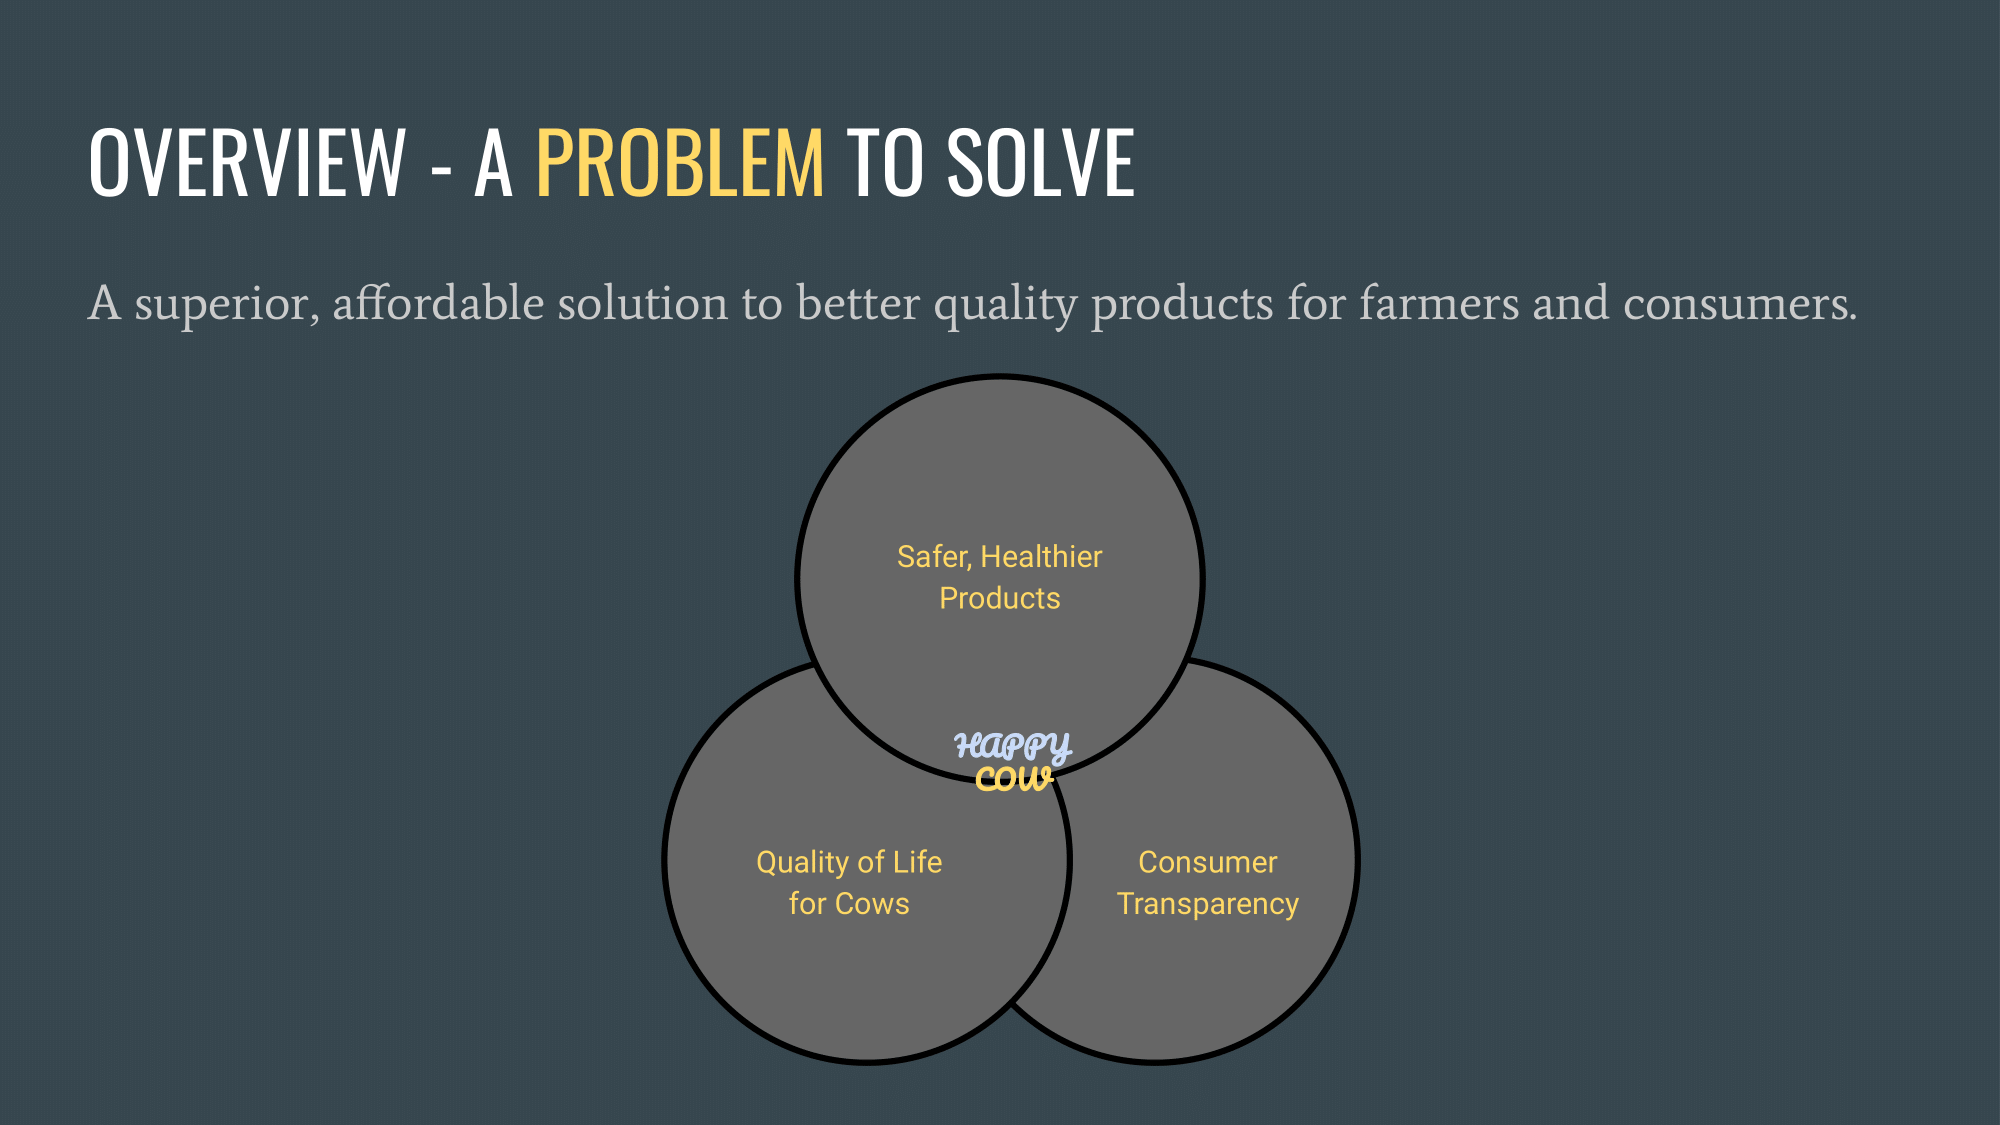 OVERVIEW - A PROBLEM TO SOLVE
A superior, affordable solution to better quality products for farmers and consumers.
Safer, Healthier
Products
HAPPY
COW
Quality of Life
for Cows
Consumer
Transparency